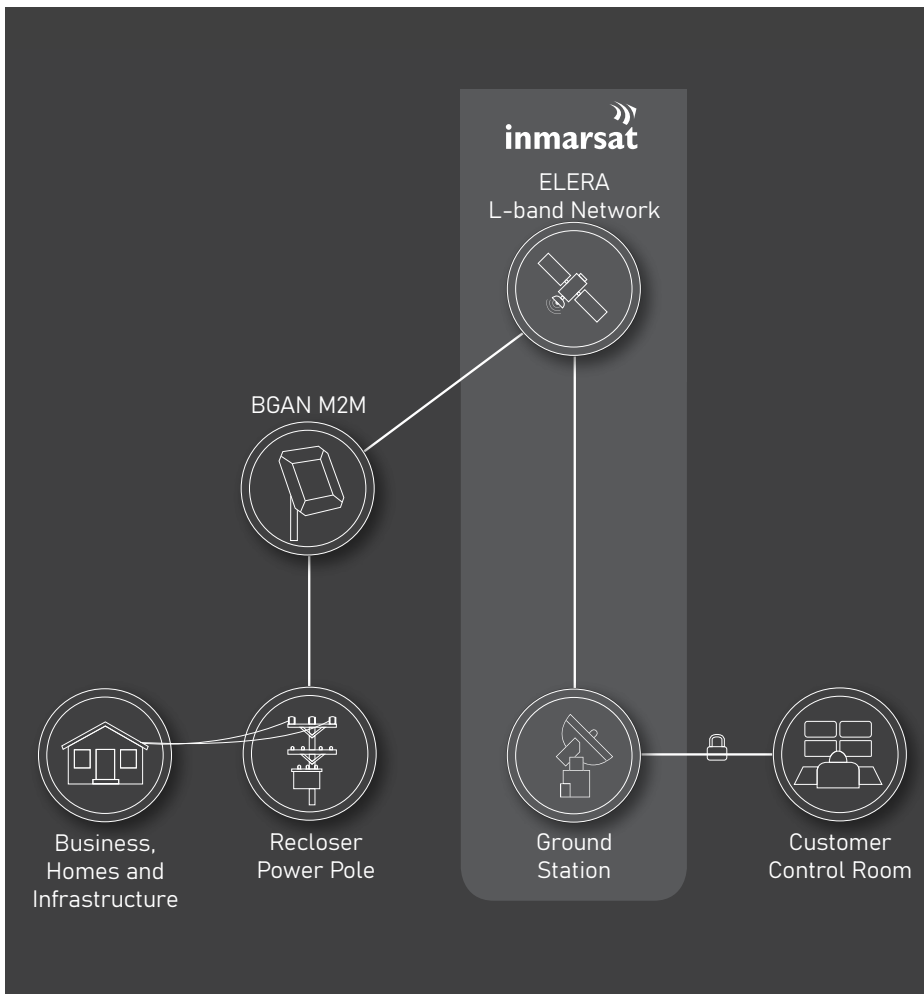 inmarsat
ELERA
L-band Network
BGAN M2M
Business,
Homes and
Infrastructure
Recloser
Power Pole
Ground
Station
Customer
Control Room